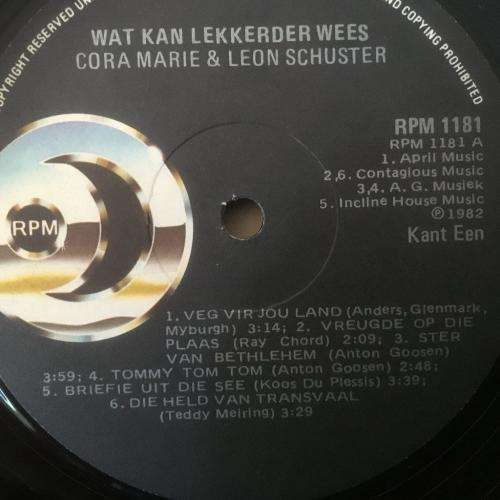 COPYRIGHT RESERVED
AND COPYING PROHIBITED
WAT KAN LEKKERDER WEES
CORA MARIE & LEON SCHUSTER
RPM 1181
RPM 1181 A
1. April Music
2,6. Contagious Music
3,4. A. G. Musiek
5. Incline House Music
℗ 1982
Kant Een
RPM
1. VEG VIR JOU LAND (Anders, Glenmark,
Myburgh) 3:14; 2. VREUGDE OP DIE
PLAAS (Ray Chord) 2:09; 3. STER
VAN BETHLEHEM (Anton Goosen)
3:59; 4. TOMMY TOM TOM (Anton Goosen) 2:48;
5. BRIEFIE UIT DIE SEE (Koos Du Plessis) 3:39;
6. DIE HELD VAN TRANSVAAL
(Teddy Meiring) 3:29